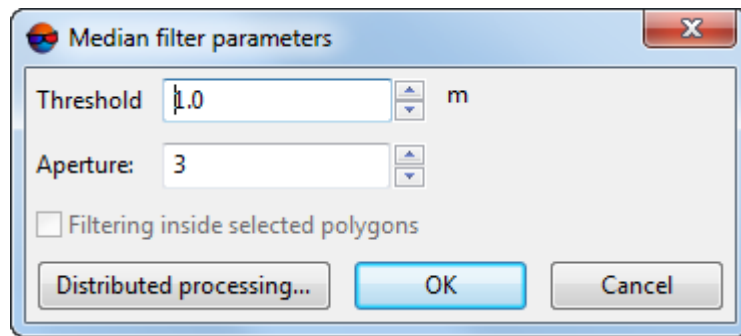 Median filter parameters
Threshold 1.0 m
Aperture: 3
Filtering inside selected polygons
Distributed processing... OK Cancel